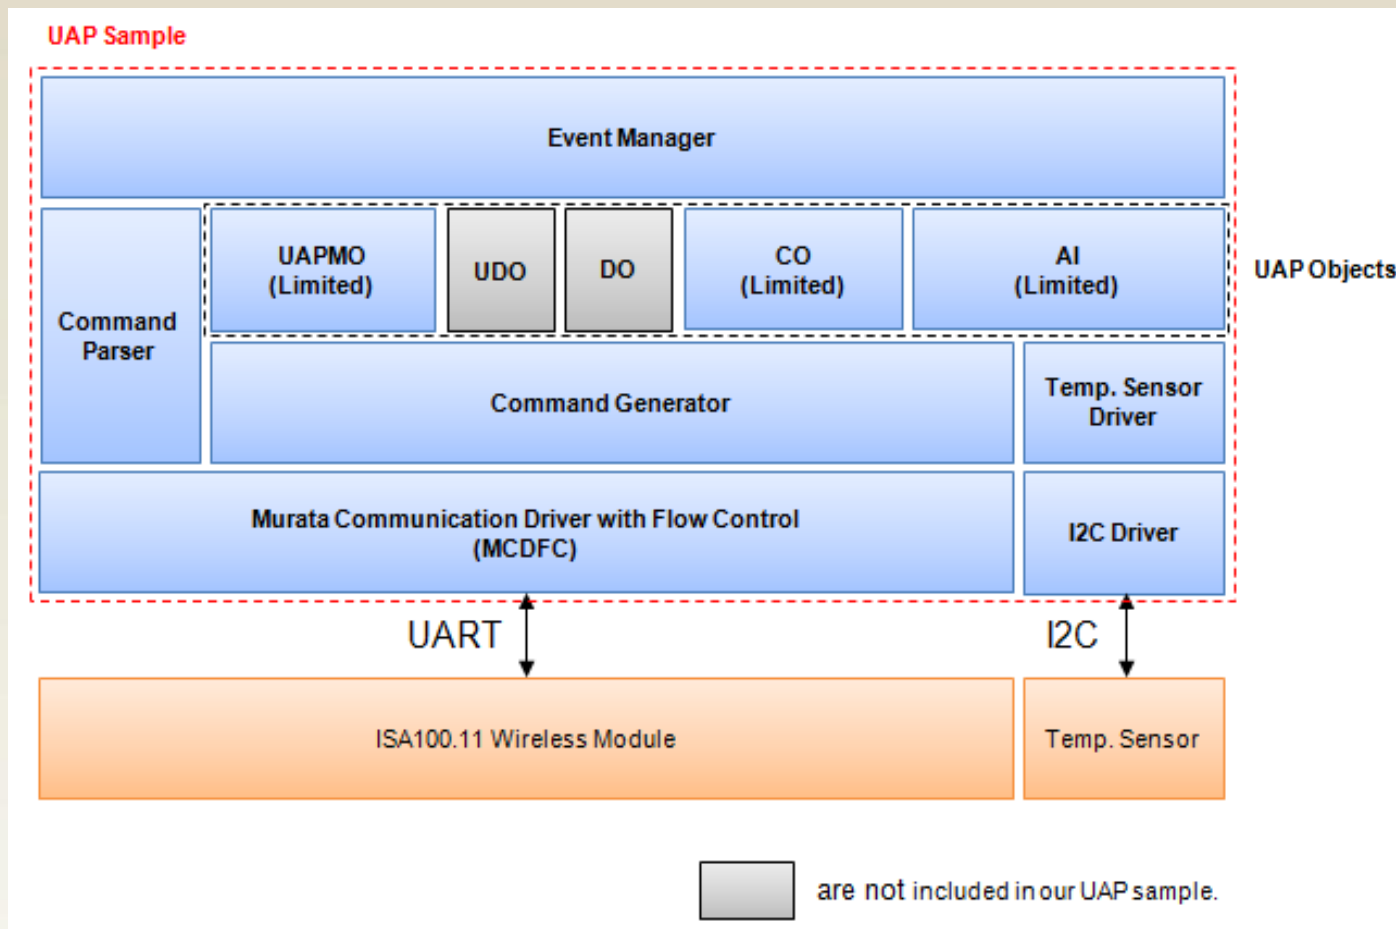 UAP Sample
Event Manager
UAPMO
(Limited)
UDO
DO
CO
(Limited)
AI
(Limited)
UAP Objects
Command
Parser
Command Generator
Temp. Sensor
Driver
Murata Communication Driver with Flow Control
(MCDFC)
I2C Driver
UART
I2C
ISA100.11 Wireless Module
Temp. Sensor
are not included in our UAP sample.